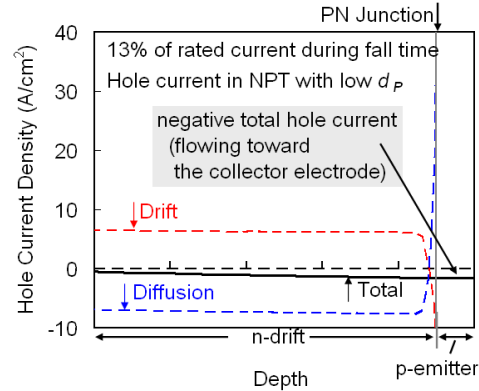 PN Junction
13% of rated current during fall time
Hole current in NPT with low d_P
negative total hole current
(flowing toward
the collector electrode)
Drift
Diffusion
Total
n-drift
p-emitter
Depth
Hole Current Density (A/cm²)
40
30
20
10
0
-10